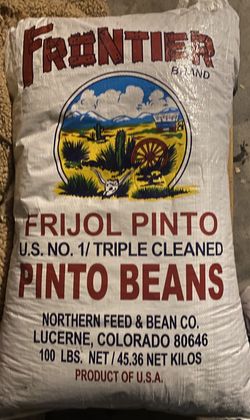 FRONTIER
BRAND
FRIJOL PINTO
U.S. NO. 1/ TRIPLE CLEANED
PINTO BEANS
NORTHERN FEED & BEAN CO.
LUCERNE, COLORADO 80646
100 LBS. NET / 45.36 NET KILOS
PRODUCT OF U.S.A.